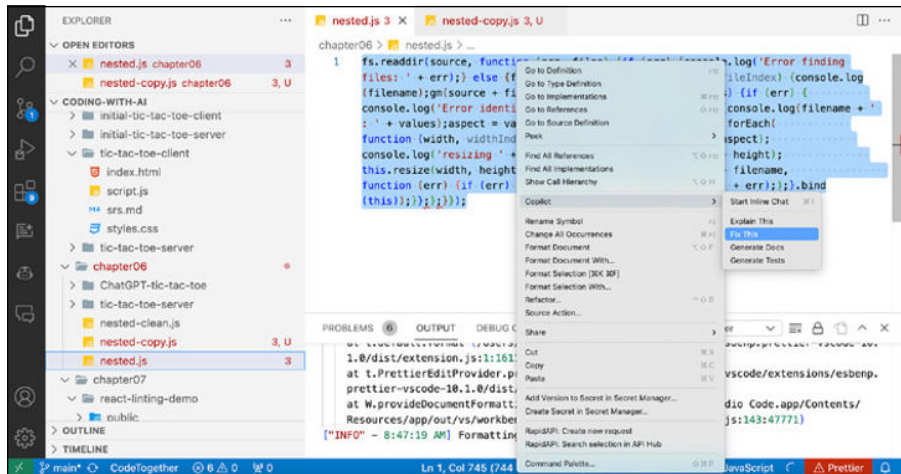 EXPLORER
OPEN EDITORS
nested.js chapter06 3
nested-copy.js chapter06 3, U
CODING-WITH-AI
initial-tic-tac-toe-client
initial-tic-tac-toe-server
tic-tac-toe-client
index.html
script.js
srs.md
styles.css
tic-tac-toe-server
chapter06
ChatGPT-tic-tac-toe
tic-tac-toe-server
nested-clean.js
nested-copy.js 3, U
nested.js 3
chapter07
react-linting-demo
public
OUTLINE
TIMELINE
nested.js 3
nested-copy.js 3, U
chapter06 > nested.js > ...
1 fs.readdir(source, function console.log('Error finding
files: ' + err);} else {f ileIndex) {console.log
(filename);gm(source + fi {if (err) {
console.log('Error identi console.log(filename + '
: ' + values);aspect = va forEach(
function (width, widthInd aspect);
console.log('resizing ' + height);
this.resize(width, height filename,
function (err) {if (err) + err);};}.bind
(this));}});});}});
Go to Definition
Go to Type Definition
Go to Implementations
Go to References
Go to Source Definition
Peek
Find All References
Find All Implementations
Show Call Hierarchy
Copilot
Rename Symbol
Change All Occurrences
Format Document
Format Document With...
Format Selection [⌘K ⌘F]
Format Selection With...
Refactor...
Source Action...
Share
Cut ⌘X
Copy ⌘C
Paste ⌘V
Add Version to Secret in Secret Manager...
Create Secret in Secret Manager...
RapidAPI: Create new request
RapidAPI: Search selection in API Hub
Command Palette...
Start Inline Chat ⌘I
Explain This
Fix This
Generate Docs
Generate Tests
PROBLEMS 6 OUTPUT DEBUG C
1.0/dist/extension.js:1:161
at t.PrettierEditProvider.p vscode/extensions/esbenp.
prettier-vscode-10.1.0/dist/
at W.provideDocumentFormatti dio Code.app/Contents/
Resources/app/out/vs/workben js:143:47771)
["INFO" – 8:47:19 AM] Formatting
main* CodeTogether 6 0 0
Ln 1, Col 745 (744
JavaScript Prettier